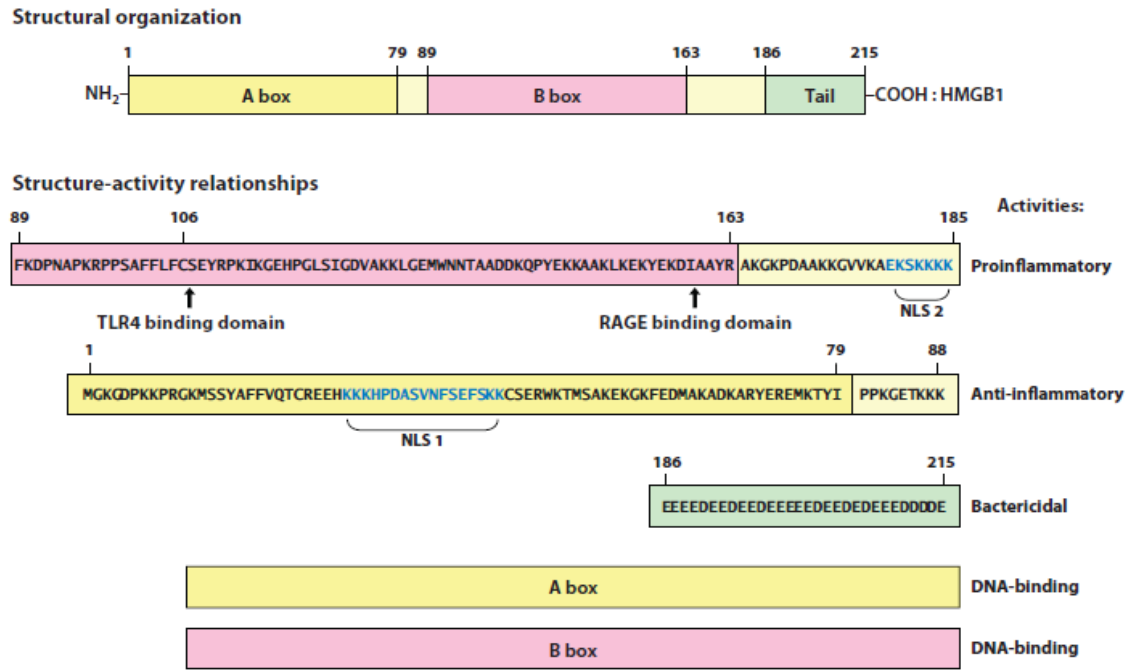 Structural organization
1 79 89 163 186 215
NH2 A box B box Tail COOH : HMGB1
Structure-activity relationships
Activities:
89 106 163 185
FKDPNAPKRPPSAFFLFCSEYRPKIKGEHPGLSIGDVAKKLGEMWNNTAADDKQPYEKKAAKLKEKYEKDIAAYR AKGKPDAAKKGVVKAEKSKKKK Proinflammatory
NLS 2
TLR4 binding domain RAGE binding domain
1 79 88
MGKGDPKKPRGKMSSYAFFVQTCREEHKKKHPDASVNFSEFSKKCSERWKTMSAKEKGKFEDMAKADKARYEREMKTYI PPKGETKKK Anti-inflammatory
NLS 1
186 215
EEEEDEEDEEDEEEEEEDEEDEDEEEDDDDE Bactericidal
A box DNA-binding
B box DNA-binding